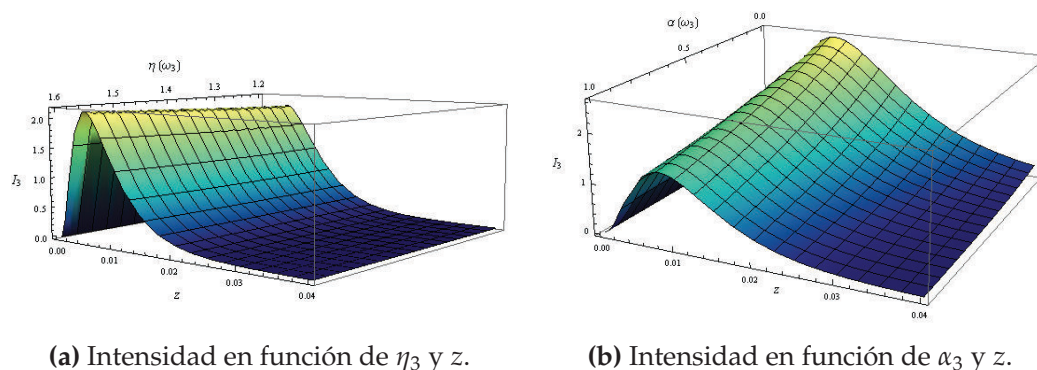 η (ω₃)
1.6 1.5 1.4 1.3 1.2
2.0
1.5
I₃ 1.0
0.5
0.0
0.00 0.01 0.02 0.03 0.04
z
(a) Intensidad en función de η₃ y z.
α (ω₃)
0.0
0.5
1.0
2
I₃
1
0
0.00 0.01 z 0.03 0.04
(b) Intensidad en función de α₃ y z.